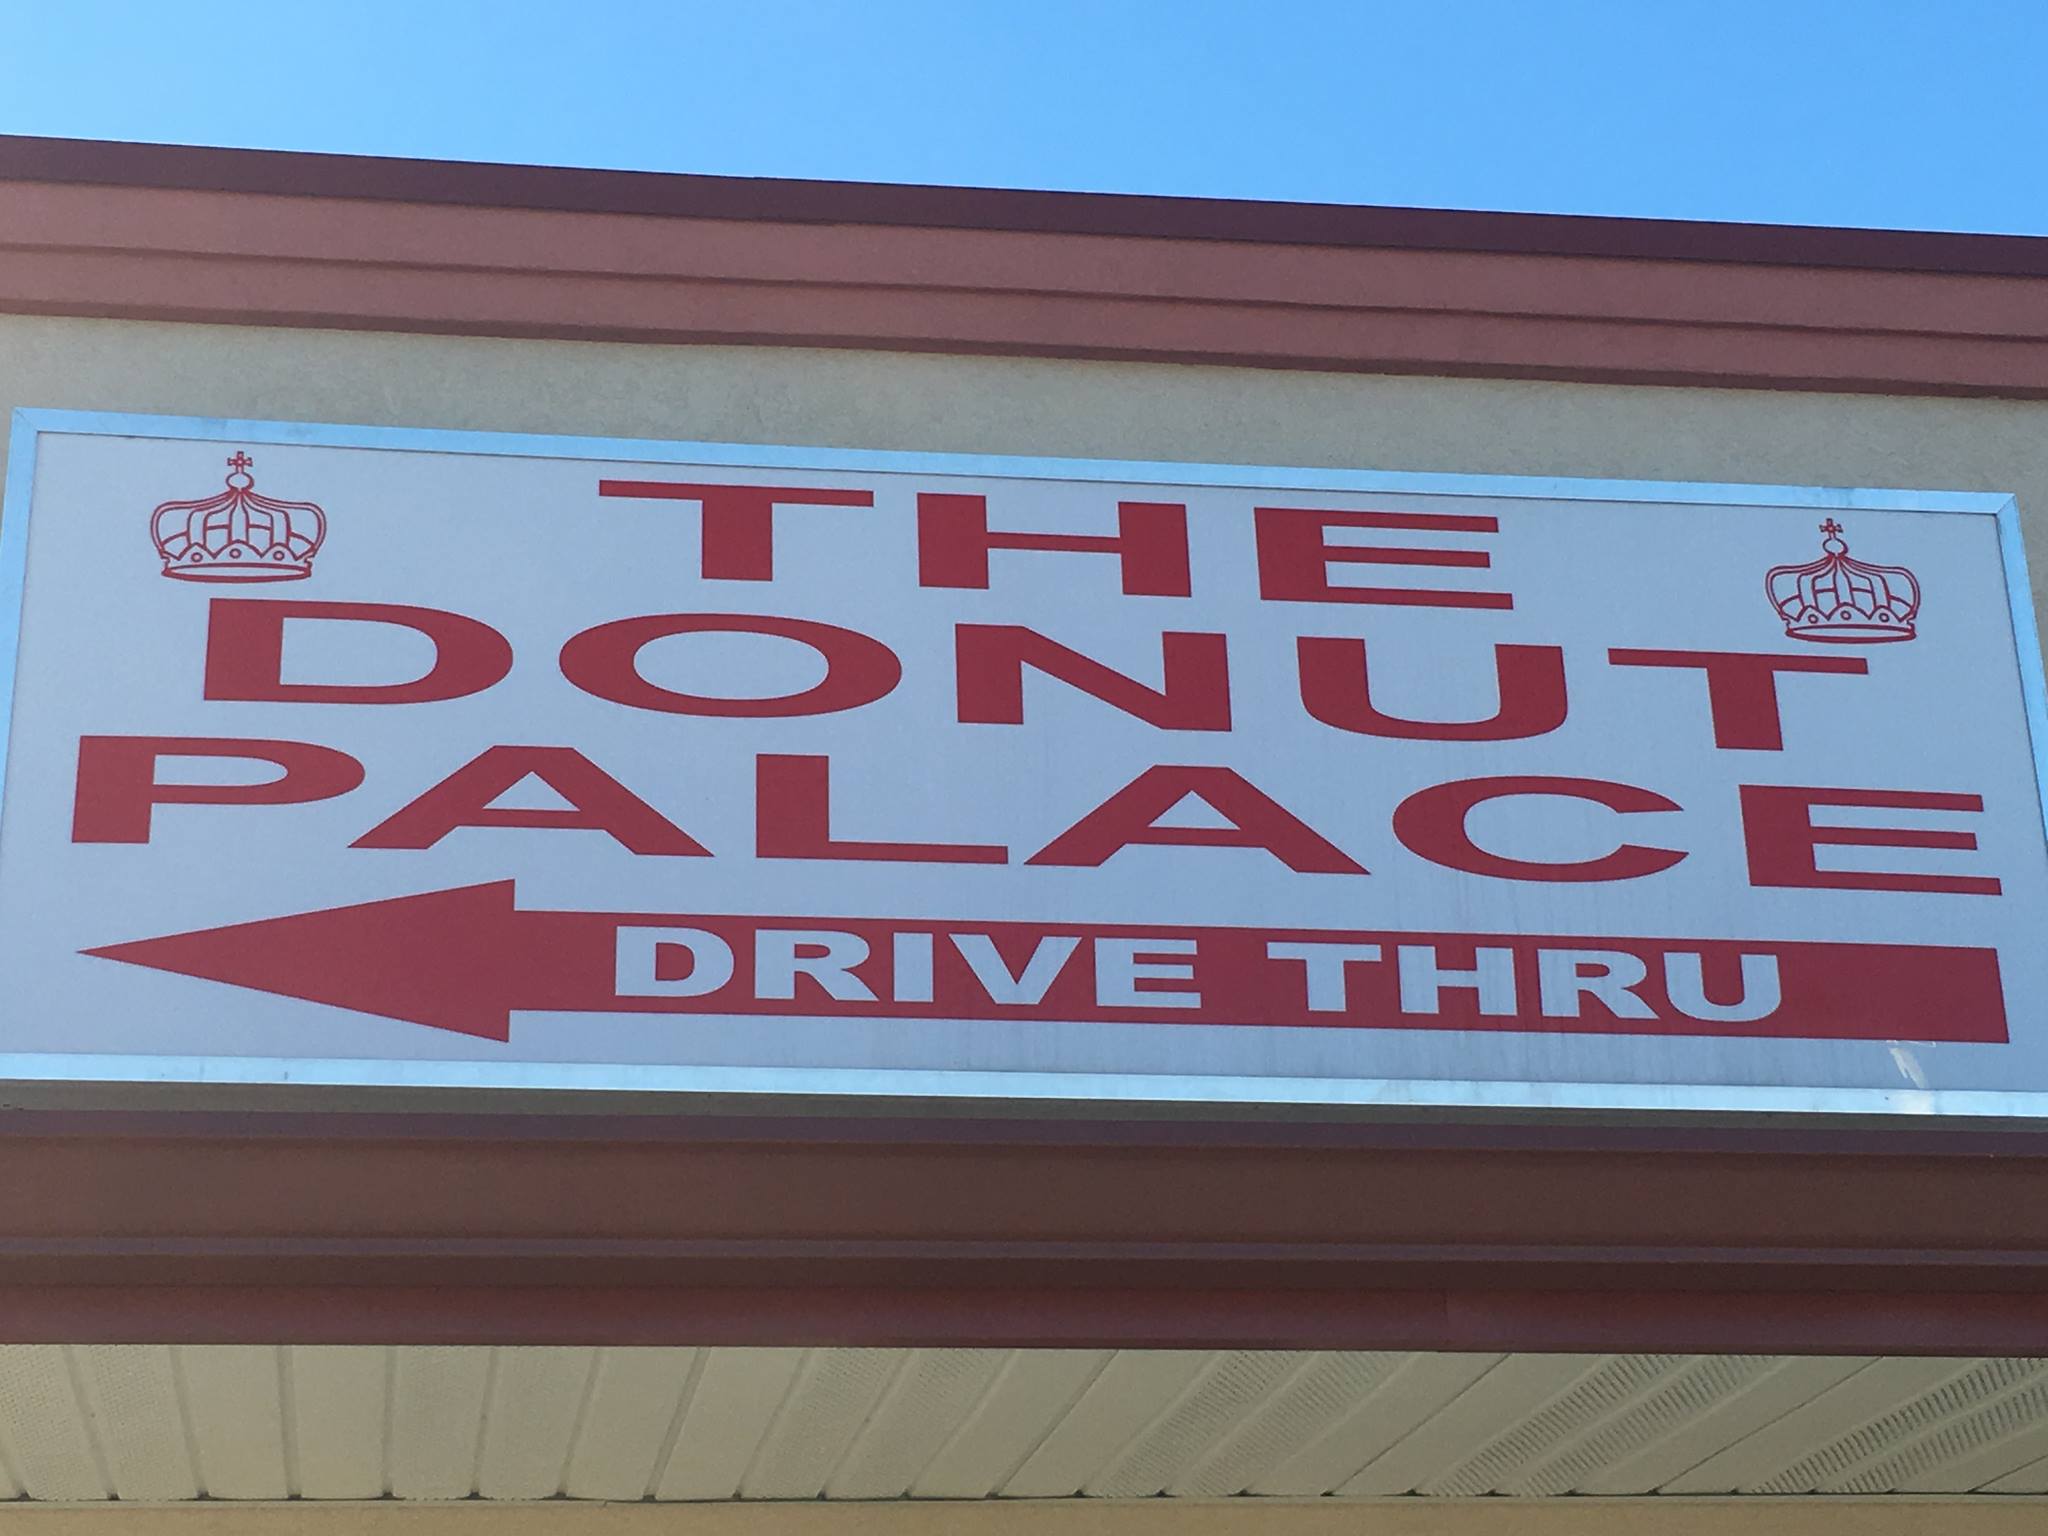 THE
DONUT
PALACE
DRIVE THRU